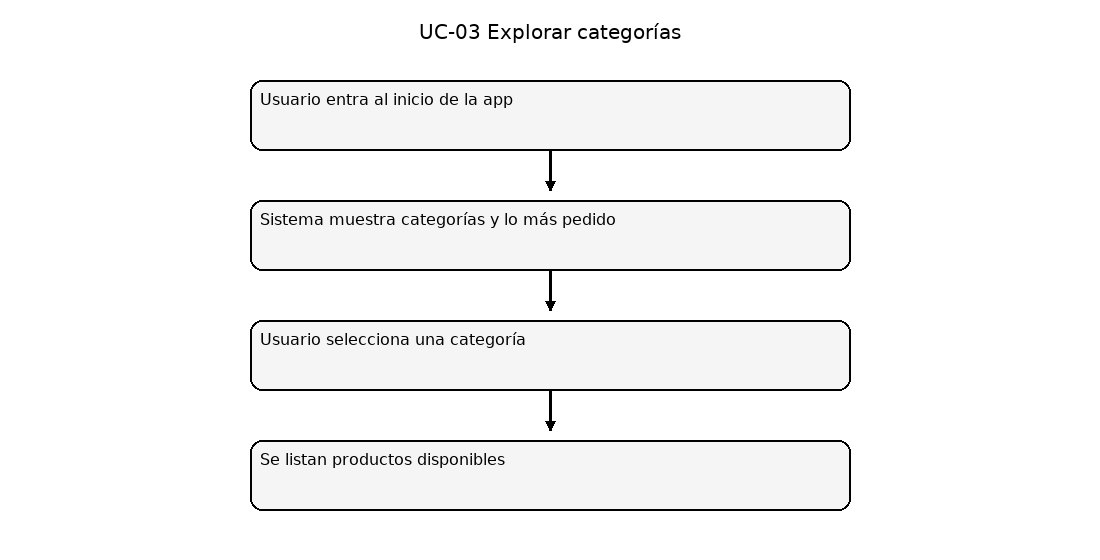 UC-03 Explorar categorías
Usuario entra al inicio de la app
Sistema muestra categorías y lo más pedido
Usuario selecciona una categoría
Se listan productos disponibles